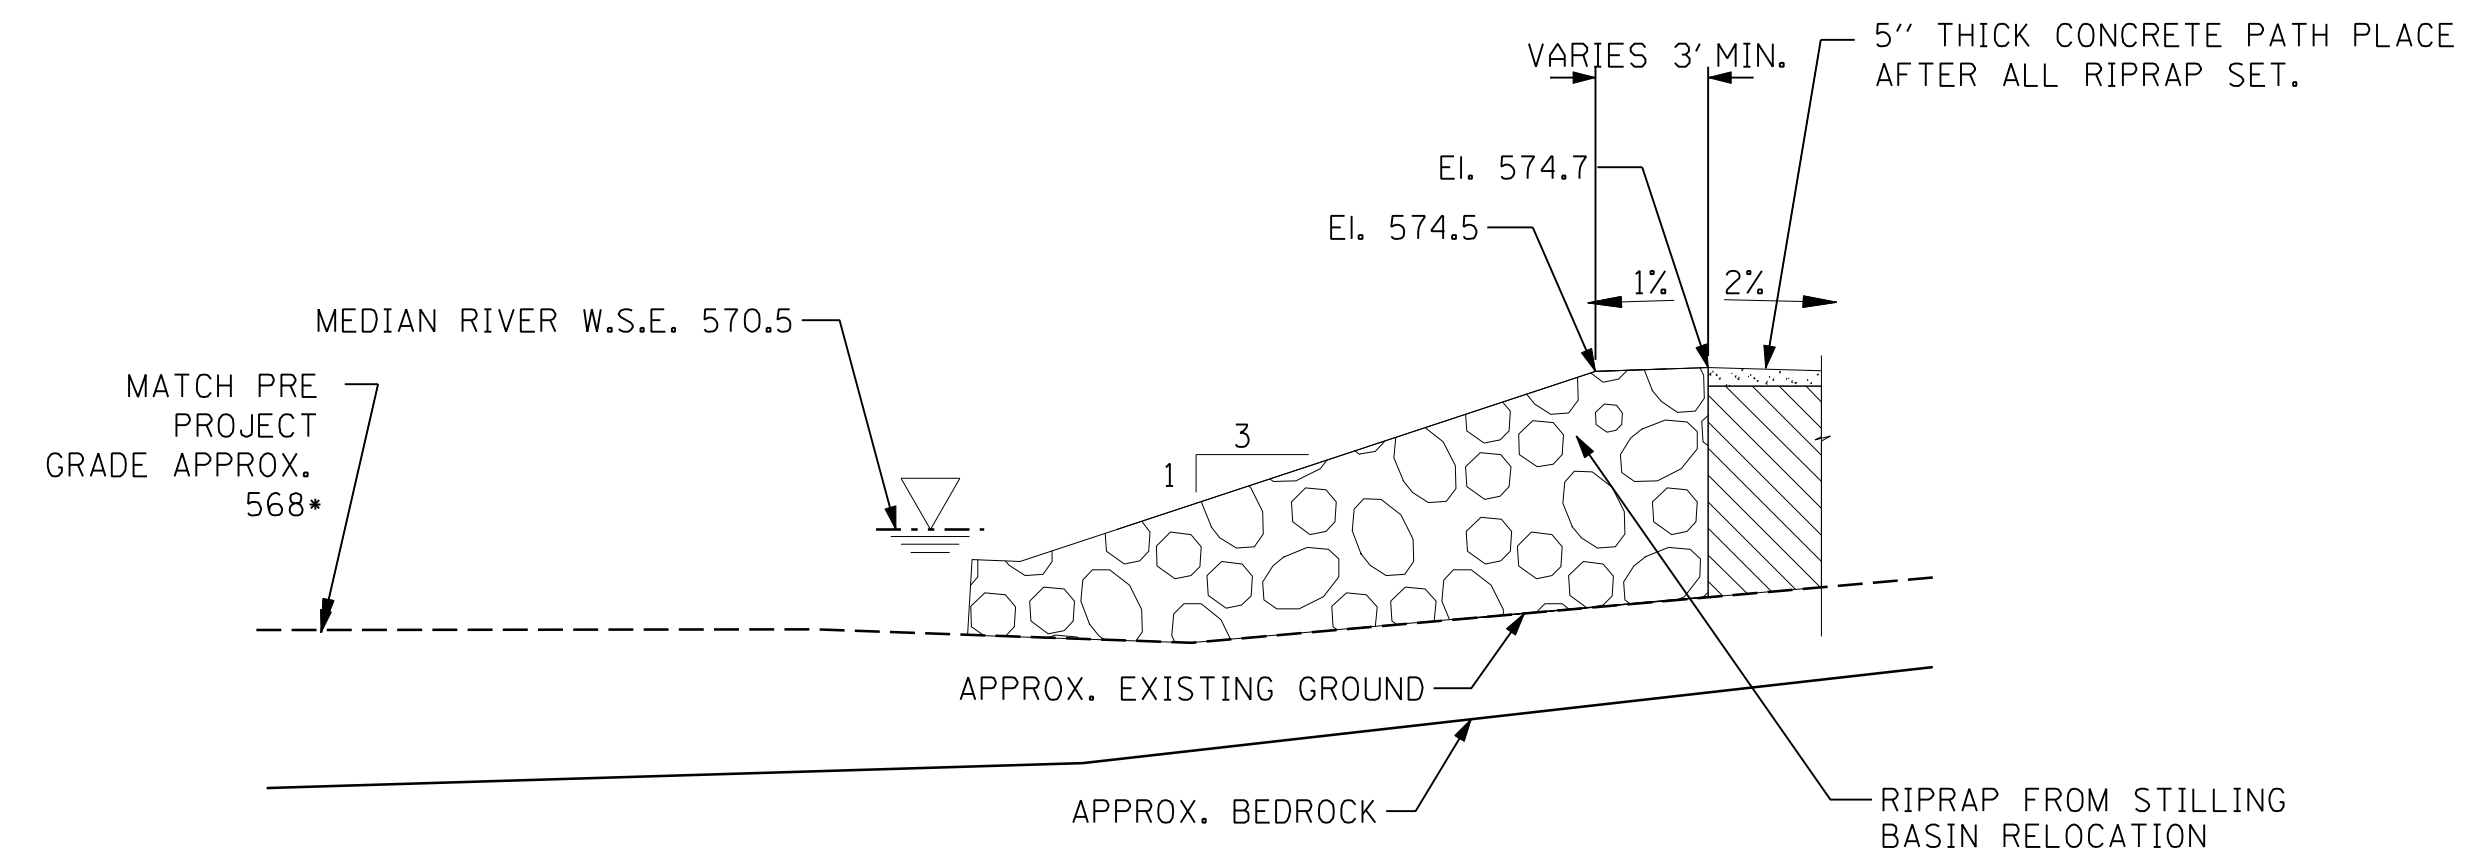 VARIES 3' MIN.
5'' THICK CONCRETE PATH PLACE
AFTER ALL RIPRAP SET.
El. 574.7
El. 574.5
1%
2%
MEDIAN RIVER W.S.E. 570.5
MATCH PRE
PROJECT
GRADE APPROX.
568*
3
1
APPROX. EXISTING GROUND
APPROX. BEDROCK
RIPRAP FROM STILLING
BASIN RELOCATION